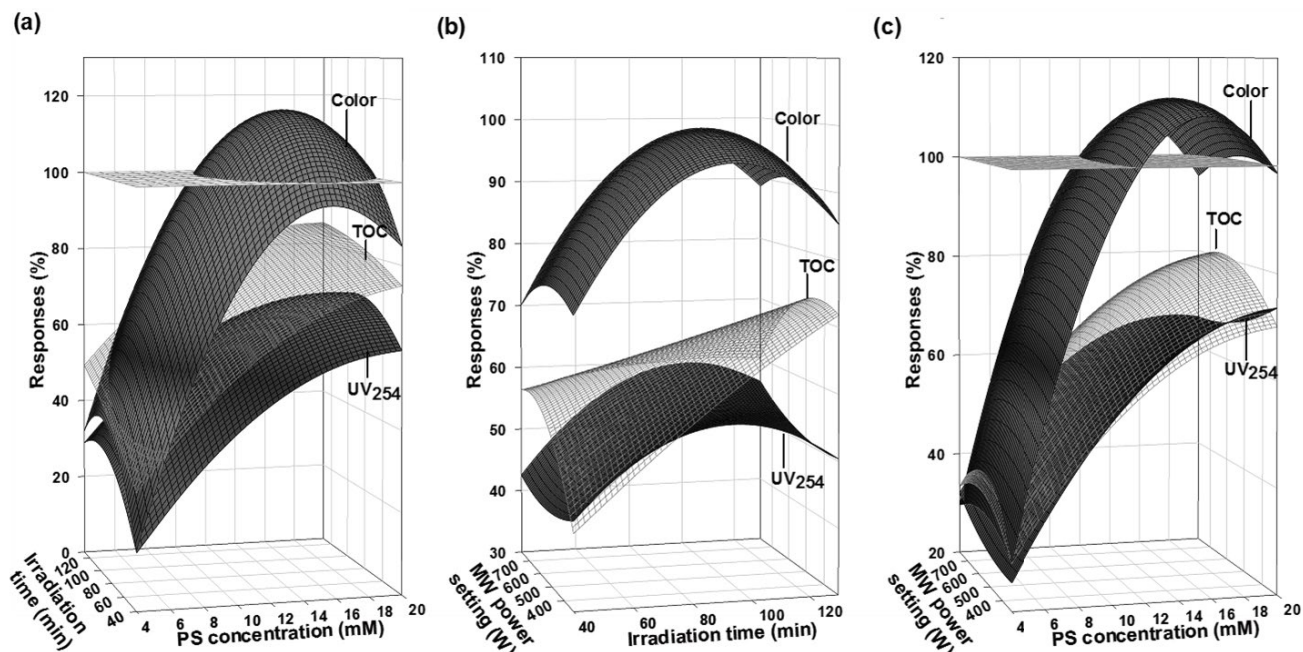 (a)
120
100
80
60
40
20
0
Responses (%)
Color
TOC
UV254
120
100
80
60
40
Irradiation
time (min)
4 6 8 10 12 14 16 18 20
PS concentration (mM)
(b)
110
100
90
80
70
60
50
40
30
Responses (%)
Color
TOC
UV254
700
600
500
400
MW power
setting (W)
40 60 80 100 120
Irradiation time (min)
(c)
120
100
80
60
40
20
Responses (%)
Color
TOC
UV254
700
600
500
400
MW power
setting (W)
4 6 8 10 12 14 16 18 20
PS concentration (mM)